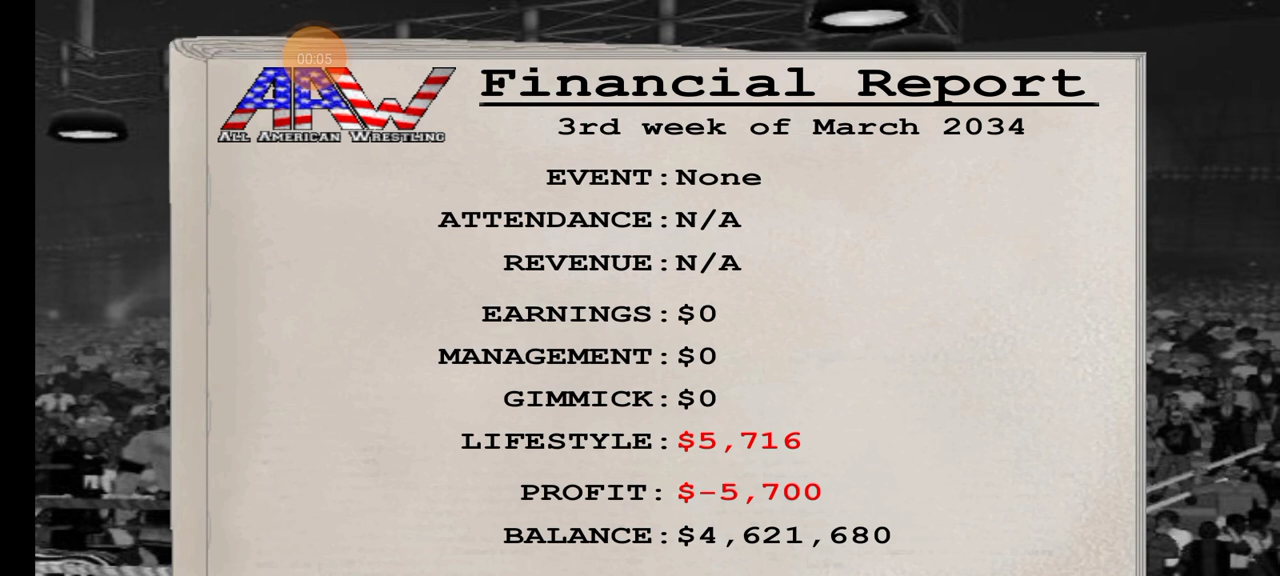 00:05
AAW
ALL AMERICAN WRESTLING
Financial Report
3rd week of March 2034
EVENT:None
ATTENDANCE:N/A
REVENUE:N/A
EARNINGS:$0
MANAGEMENT:$0
GIMMICK:$0
LIFESTYLE:$5,716
PROFIT:$-5,700
BALANCE:$4,621,680